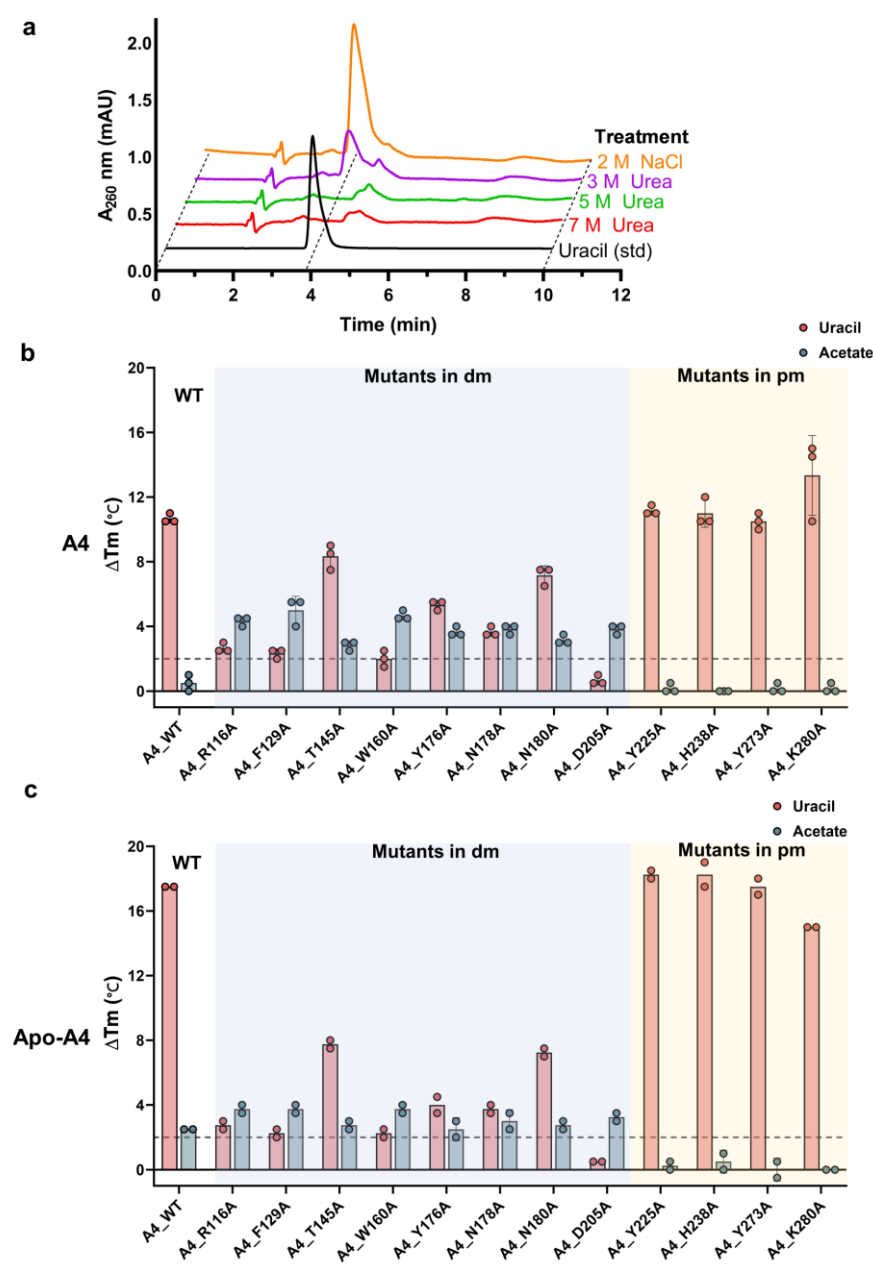 a
2.0
1.5
1.0
0.5
0.0
A260 nm (mAU)
0 2 4 6 8 10 12
Time (min)
Treatment
2 M NaCl
3 M Urea
5 M Urea
7 M Urea
Uracil (std)
b
Uracil
Acetate
A4
ΔTm (°C)
20
16
12
8
4
0
WT
Mutants in dm
Mutants in pm
A4_WT
A4_R116A
A4_F129A
A4_T145A
A4_W160A
A4_Y176A
A4_N178A
A4_N180A
A4_D205A
A4_Y225A
A4_H238A
A4_Y273A
A4_K280A
c
Uracil
Acetate
Apo-A4
ΔTm (°C)
20
16
12
8
4
0
WT
Mutants in dm
Mutants in pm
A4_WT
A4_R116A
A4_F129A
A4_T145A
A4_W160A
A4_Y176A
A4_N178A
A4_N180A
A4_D205A
A4_Y225A
A4_H238A
A4_Y273A
A4_K280A